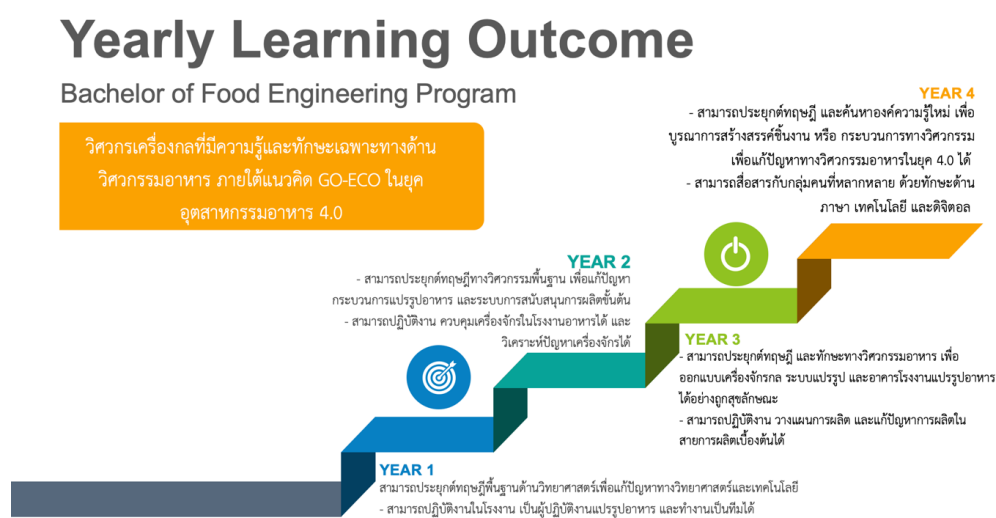 Yearly Learning Outcome
Bachelor of Food Engineering Program
วิศวกรเครื่องกลที่มีความรู้และทักษะเฉพาะทางด้าน
วิศวกรรมอาหาร ภายใต้แนวคิด GO-ECO ในยุค
อุตสาหกรรมอาหาร 4.0
YEAR 4
- สามารถประยุกต์ทฤษฎี และค้นหาองค์ความรู้ใหม่ เพื่อ
บูรณาการสร้างสรรค์ชิ้นงาน หรือ กระบวนการทางวิศวกรรม
เพื่อแก้ปัญหาทางวิศวกรรมอาหารในยุค 4.0 ได้
- สามารถสื่อสารกับกลุ่มคนที่หลากหลาย ด้วยทักษะด้าน
ภาษา เทคโนโลยี และดิจิตอล
YEAR 2
- สามารถประยุกต์ทฤษฎีทางวิศวกรรมพื้นฐาน เพื่อแก้ปัญหา
กระบวนการแปรรูปอาหาร และระบบการสนับสนุนการผลิตขั้นต้น
- สามารถปฏิบัติงาน ควบคุมเครื่องจักรในโรงงานอาหารได้ และ
วิเคราะห์ปัญหาเครื่องจักรได้
YEAR 3
- สามารถประยุกต์ทฤษฎี และทักษะทางวิศวกรรมอาหาร เพื่อ
ออกแบบเครื่องจักรกล ระบบแปรรูป และอาคารโรงงานแปรรูปอาหาร
ได้อย่างถูกสุขลักษณะ
- สามารถปฏิบัติงาน วางแผนการผลิต และแก้ปัญหาการผลิตใน
สายการผลิตเบื้องต้นได้
YEAR 1
สามารถประยุกต์ทฤษฎีพื้นฐานด้านวิทยาศาสตร์เพื่อแก้ปัญหาทางวิทยาศาสตร์และเทคโนโลยี
- สามารถปฏิบัติงานในโรงงาน เป็นผู้ปฏิบัติงานแปรรูปอาหาร และทำงานเป็นทีมได้